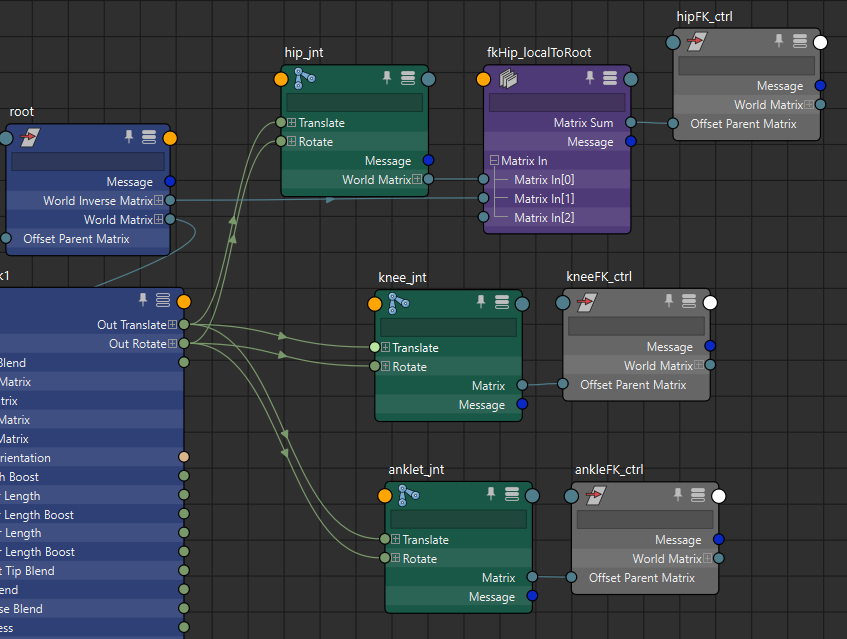 hipFK_ctrl
Message
World Matrix
Offset Parent Matrix
hip_jnt
Translate
Rotate
Message
World Matrix
fkHip_localToRoot
Matrix Sum
Message
Matrix In
Matrix In[0]
Matrix In[1]
Matrix In[2]
root
Message
World Inverse Matrix
World Matrix
Offset Parent Matrix
k1
Out Translate
Out Rotate
Blend
Matrix
trix
Matrix
Matrix
rientation
h Boost
r Length
Length Boost
r Length
r Length Boost
t Tip Blend
end
se Blend
ess
knee_jnt
Translate
Rotate
Matrix
Message
kneeFK_ctrl
Message
World Matrix
Offset Parent Matrix
anklet_jnt
Translate
Rotate
Matrix
Message
ankleFK_ctrl
Message
World Matrix
Offset Parent Matrix